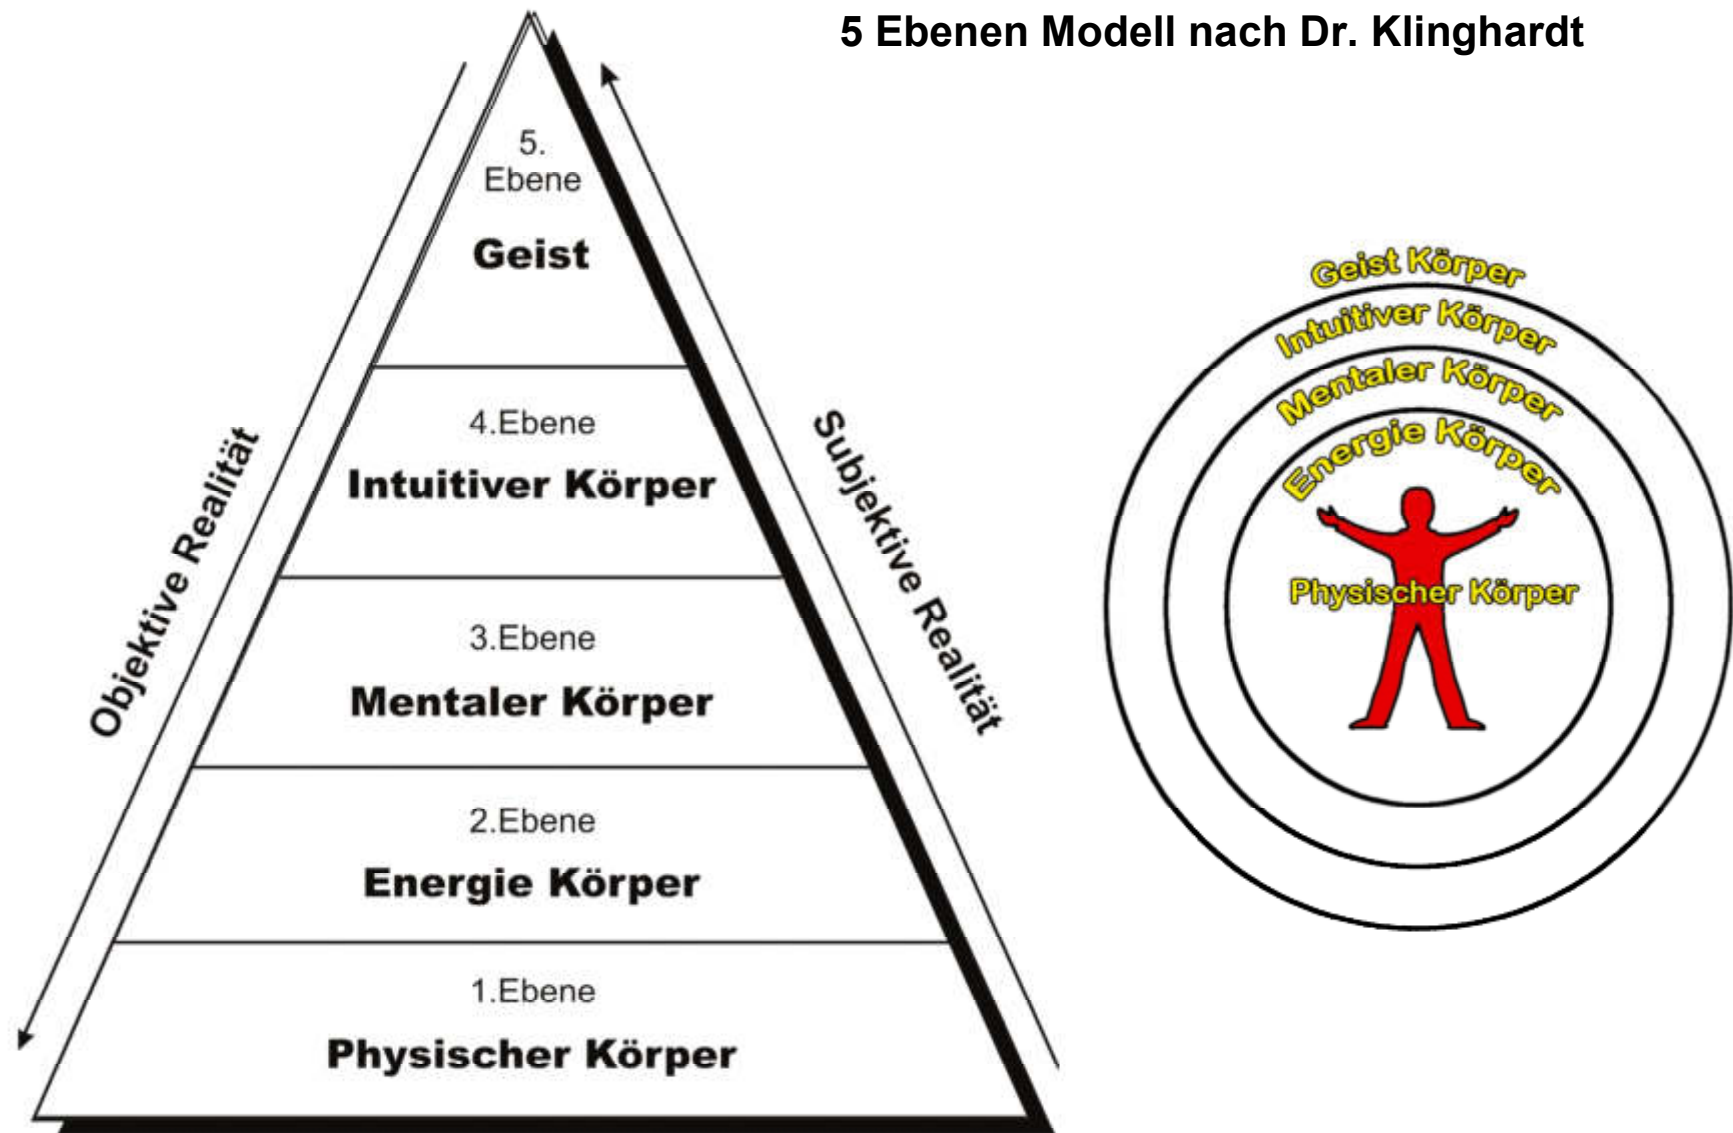 5 Ebenen Modell nach Dr. Klinghardt
5.
Ebene
Geist
4.Ebene
Intuitiver Körper
3.Ebene
Mentaler Körper
2.Ebene
Energie Körper
1.Ebene
Physischer Körper
Objektive Realität
Subjektive Realität
Geist Körper
Intuitiver Körper
Mentaler Körper
Energie Körper
Physischer Körper